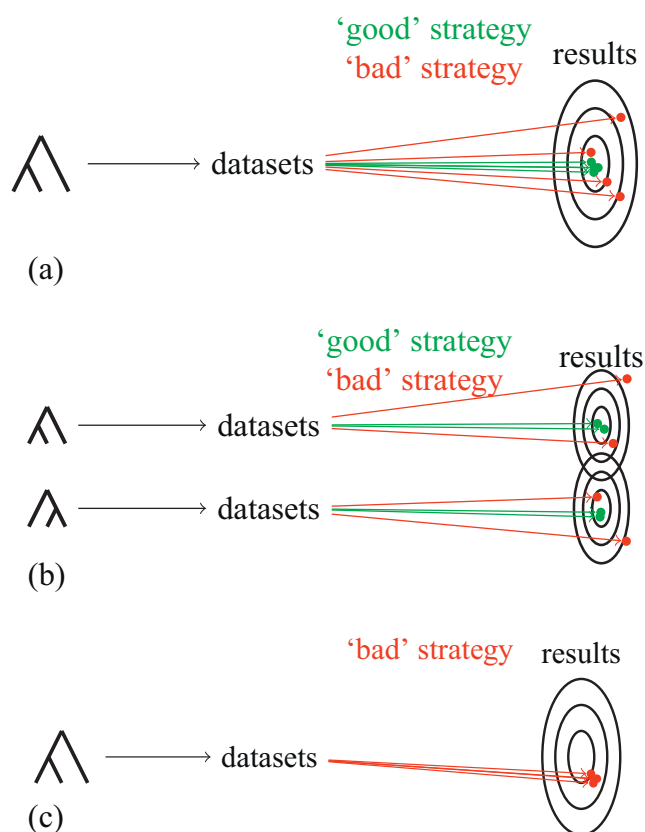 ‘good’ strategy
‘bad’ strategy
results
datasets
(a)
‘good’ strategy
‘bad’ strategy
results
datasets
datasets
(b)
‘bad’ strategy
results
datasets
(c)